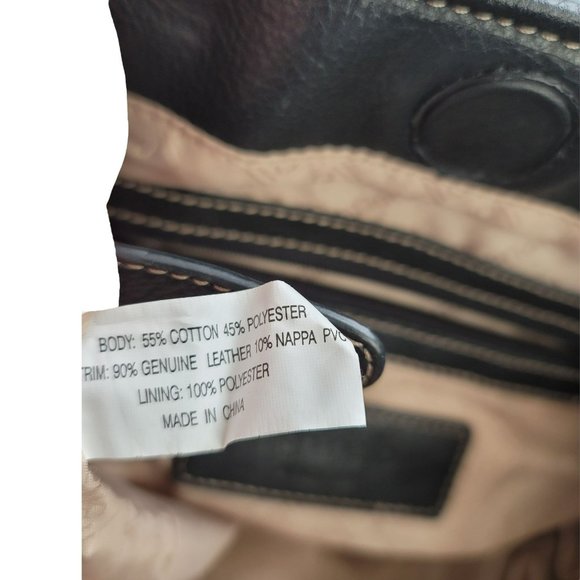 BODY: 55% COTTON 45% POLYESTER
TRIM: 90% GENUINE LEATHER 10% NAPPA PVC
LINING: 100% POLYESTER
MADE IN CHINA